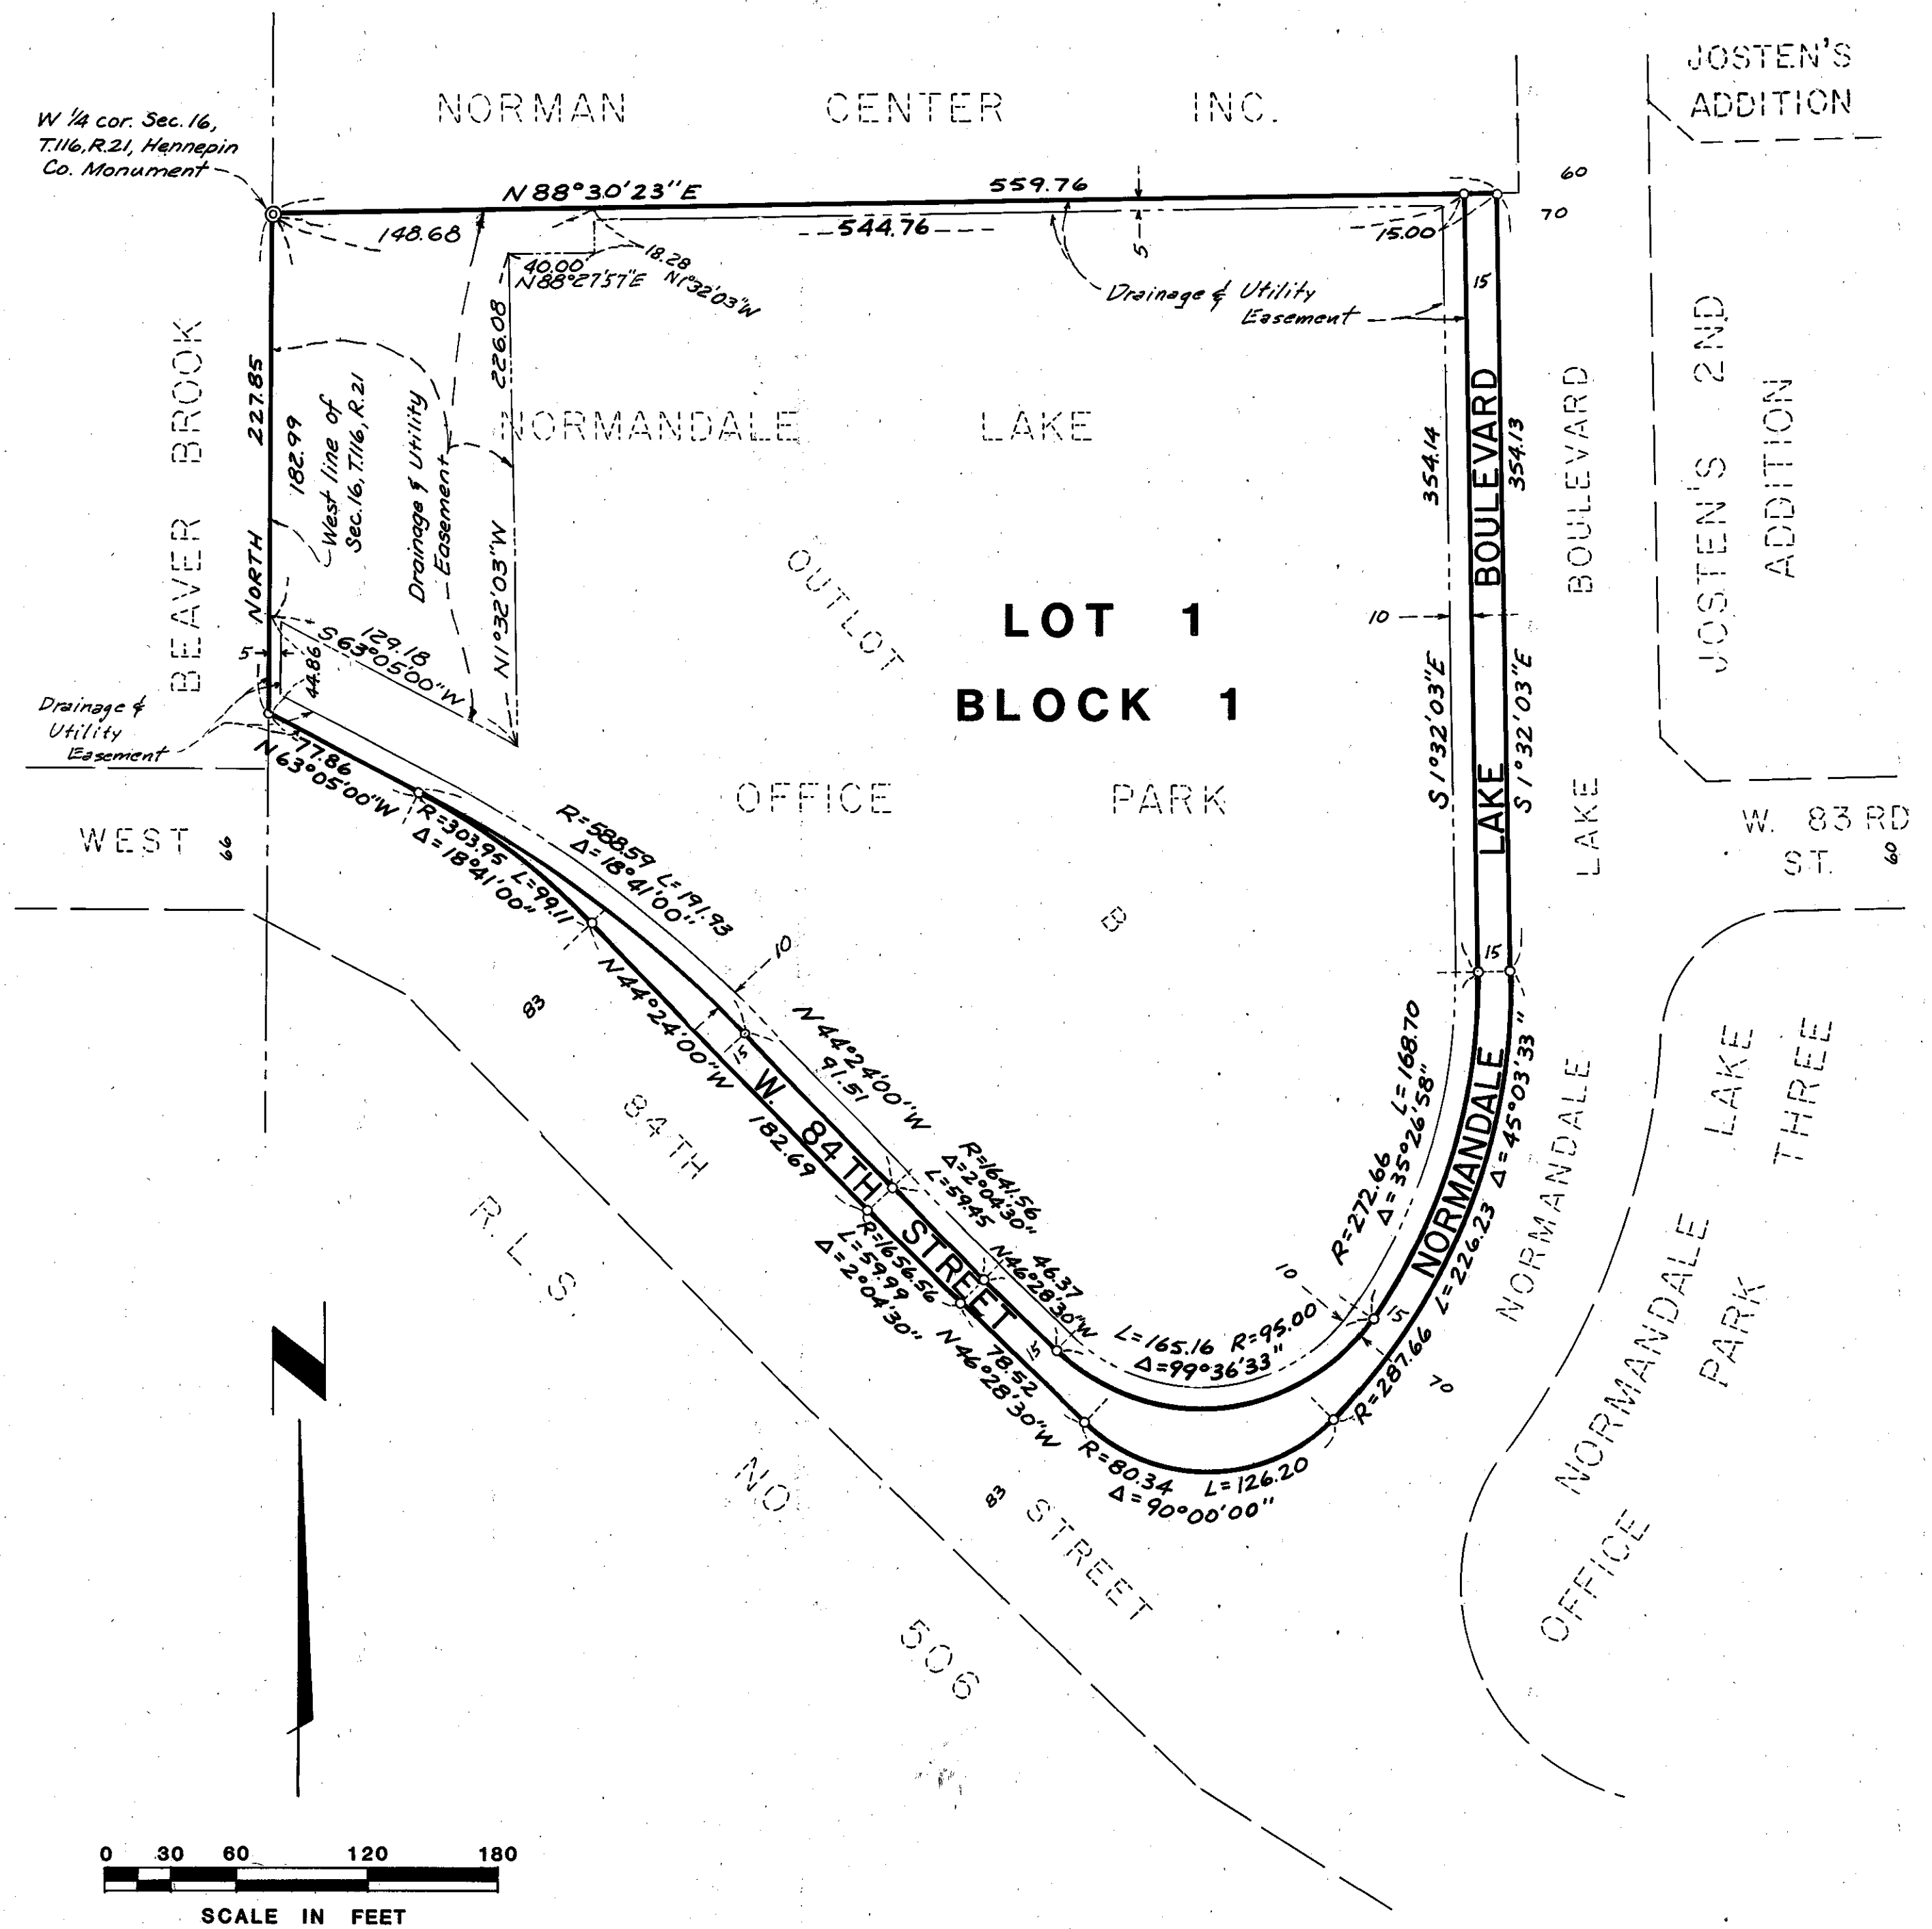 JOSTEN'S
ADDITION
NORMAN CENTER INC.
W 1/4 cor. Sec. 16,
T.116, R.21, Hennepin
Co. Monument
N 88°30'23"E
559.76
60
70
148.68
544.76
15.00
5
40.00
N88°27'57"E
18.28
N1°32'03"W
Drainage & Utility
Easement
15
BEAVER BROOK
227.85
NORTH
182.99
West line of
Sec.16, T.116, R.21
Drainage & Utility
Easement
226.08
N1°32'03"W
NORMANDALE LAKE
OUTLOT
LOT 1
BLOCK 1
OFFICE PARK
B
354.14
S 1°32'03"E
BOULEVARD
LAKE
NORMANDALE
354.13
S 1°32'03"E
10
BOULEVARD
LAKE
NORMANDALE
JOSTEN'S 2ND
ADDITION
5
129.18
S 63°05'00"W
44.86
Drainage &
Utility
Easement
77.86
N63°05'00"W
WEST
66
R=303.95 L=99.11
Δ=18°41'00"
R=588.59 L=191.93
Δ=18°41'00"
10
W. 83 RD
ST.
60
83
N44°24'00"W
182.69
15
N44°24'00"W
91.51
W. 84TH STREET
84TH
STREET
R=1641.56
Δ=2°04'30"
L=59.45
R=1656.56
L=59.99
Δ=2°04'30"
46.37
N46°28'30"W
15
78.52
N46°28'30"W
L=165.16 R=95.00
Δ=99°36'33"
15
R=272.66 L=168.70
Δ=35°26'58"
10
15
70
R=287.66 L=226.23 Δ=45°03'33"
R=80.34 L=126.20
Δ=90°00'00"
83
R.L.S.
NO.
506
NORMANDALE LAKE
OFFICE PARK THREE
0 30 60 120 180
SCALE IN FEET